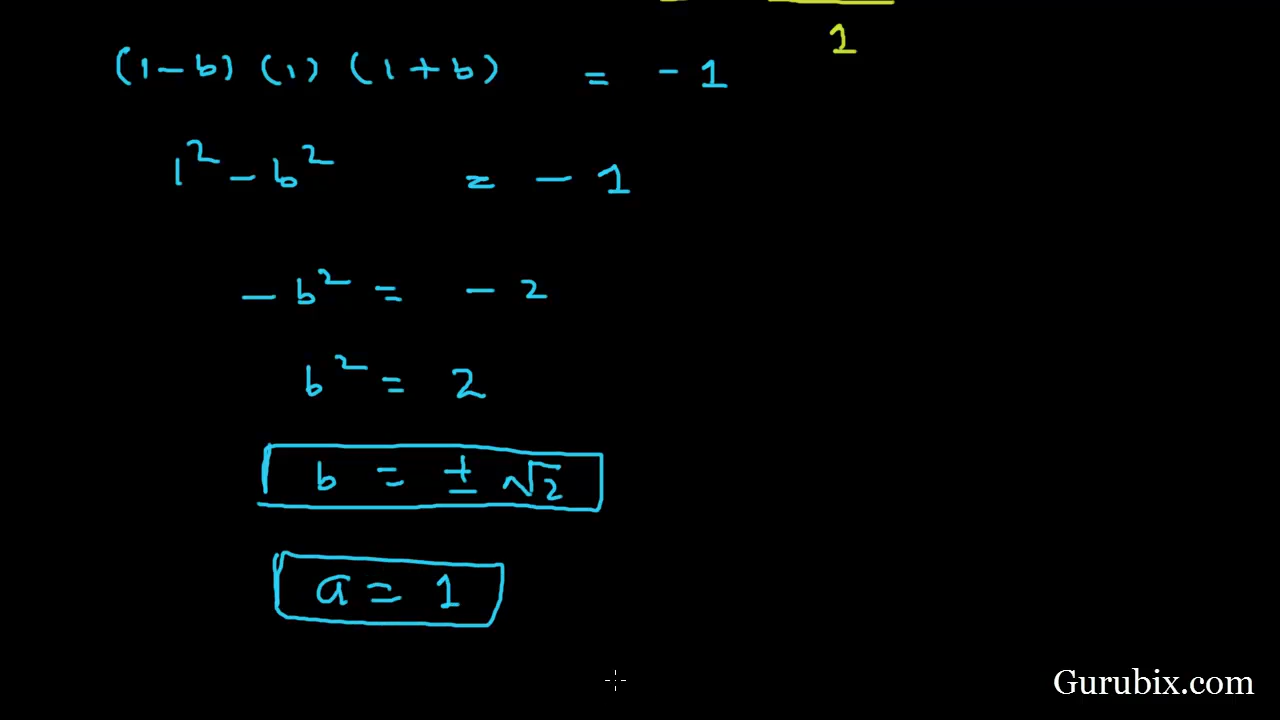 1
(1-b) (1) (1+b) = -1
1² - b² = - 1
- b² = - 2
b² = 2
b = ± √2
a = 1
Gurubix.com